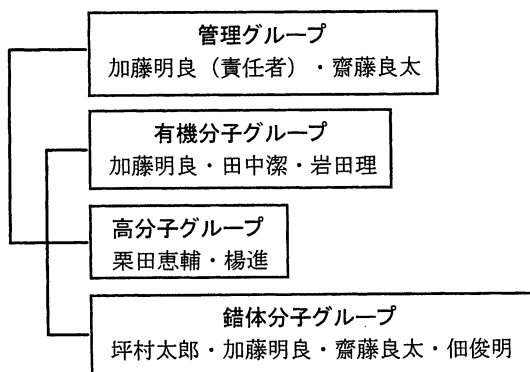 管理グループ
加藤明良（責任者）・齋藤良太
有機分子グループ
加藤明良・田中潔・岩田理
高分子グループ
栗田恵輔・楊進
錯体分子グループ
坪村太郎・加藤明良・齋藤良太・佃俊明